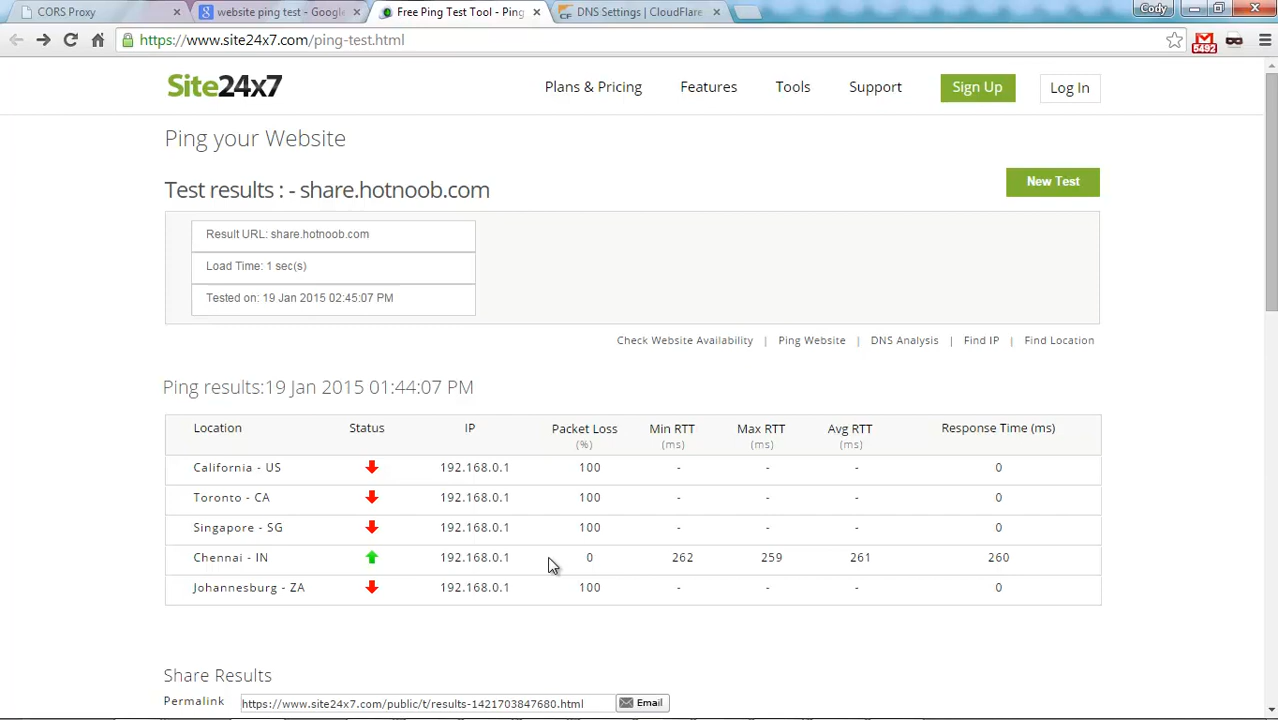 CORS Proxy
website ping test - Google
Free Ping Test Tool - Ping
DNS Settings | CloudFlare
Cody
https://www.site24x7.com/ping-test.html
5492
Site24x7
Plans & Pricing
Features
Tools
Support
Sign Up
Log In
Ping your Website
Test results : - share.hotnoob.com
New Test
Result URL: share.hotnoob.com
Load Time: 1 sec(s)
Tested on: 19 Jan 2015 02:45:07 PM
Check Website Availability | Ping Website | DNS Analysis | Find IP | Find Location
Ping results:19 Jan 2015 01:44:07 PM
Location Status IP Packet Loss (%) Min RTT (ms) Max RTT (ms) Avg RTT (ms) Response Time (ms)
California - US 192.168.0.1 100 - - - 0
Toronto - CA 192.168.0.1 100 - - - 0
Singapore - SG 192.168.0.1 100 - - - 0
Chennai - IN 192.168.0.1 0 262 259 261 260
Johannesburg - ZA 192.168.0.1 100 - - - 0
Share Results
Permalink https://www.site24x7.com/public/t/results-1421703847680.html Email